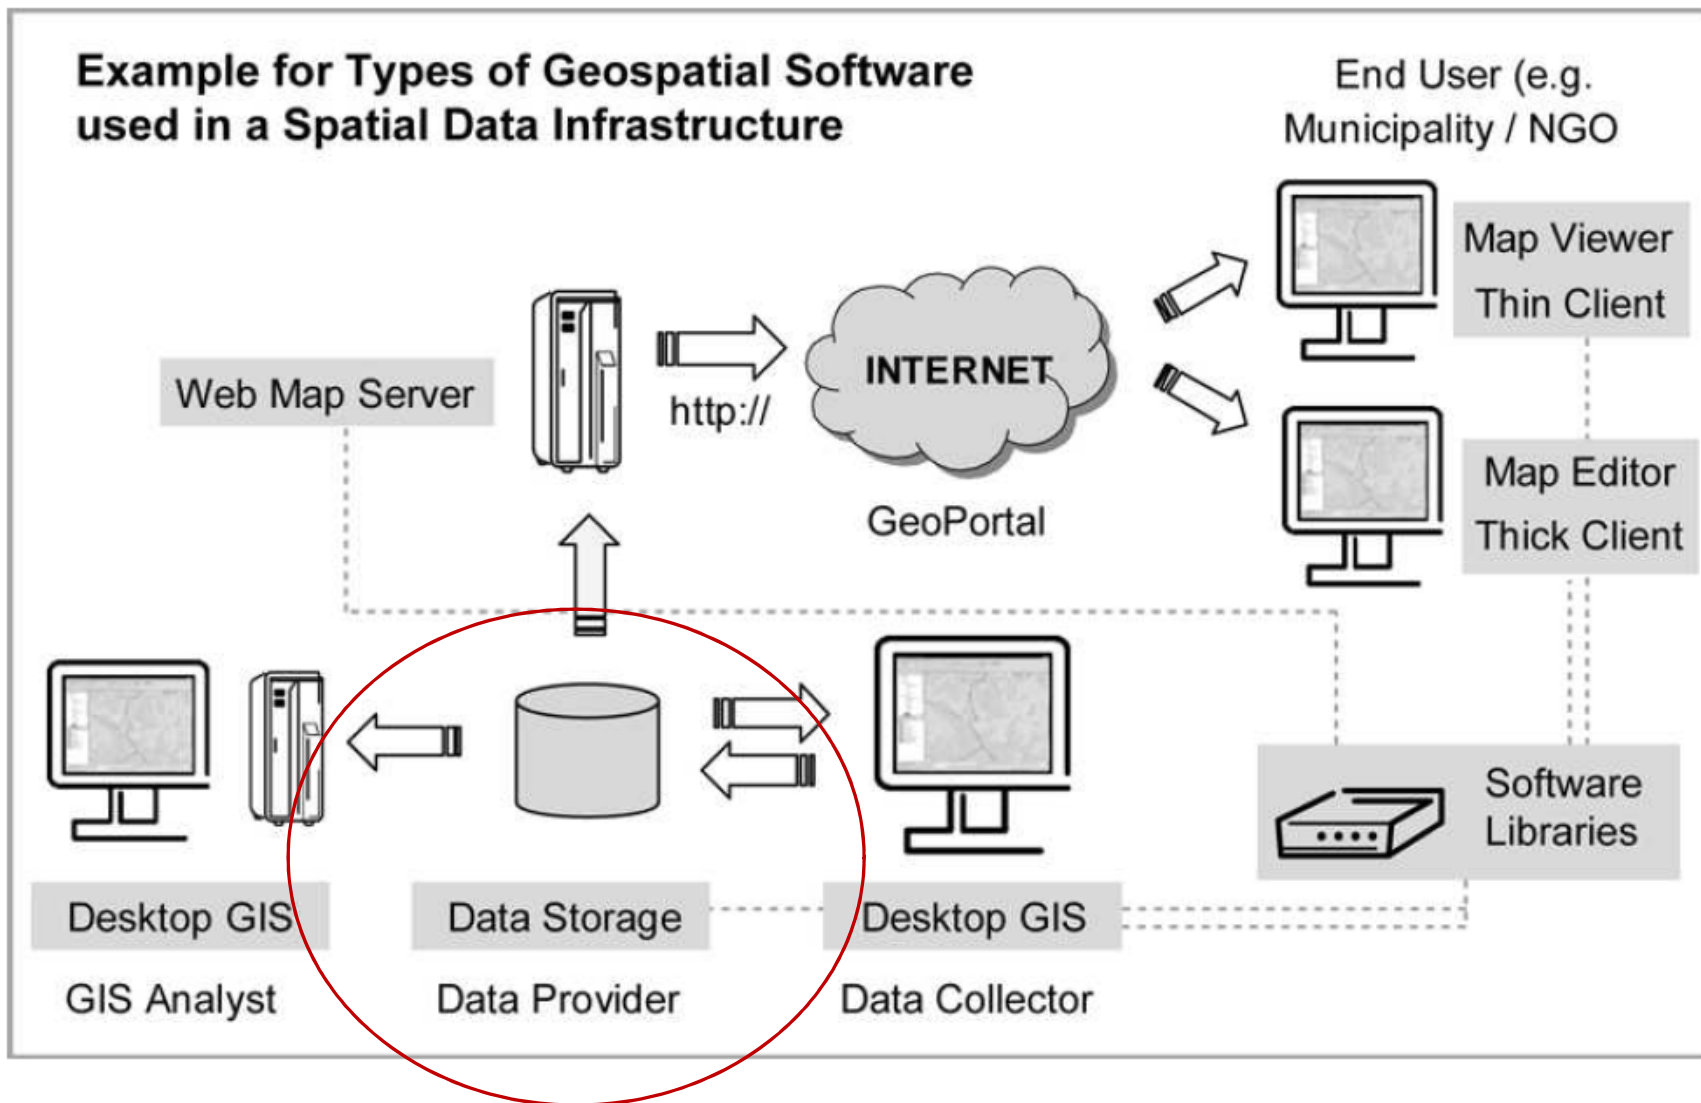 Example for Types of Geospatial Software
used in a Spatial Data Infrastructure
End User (e.g.
Municipality / NGO
Map Viewer
Thin Client
Web Map Server
http://
INTERNET
GeoPortal
Map Editor
Thick Client
Software
Libraries
Desktop GIS
GIS Analyst
Data Storage
Data Provider
Desktop GIS
Data Collector